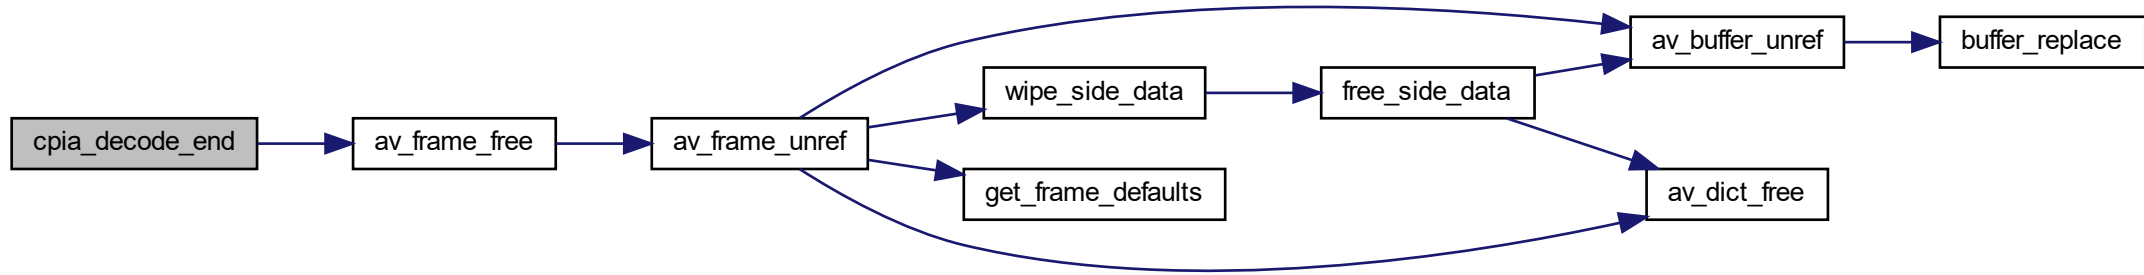 cpia_decode_end
av_frame_free
av_frame_unref
wipe_side_data
get_frame_defaults
free_side_data
av_buffer_unref
av_dict_free
buffer_replace